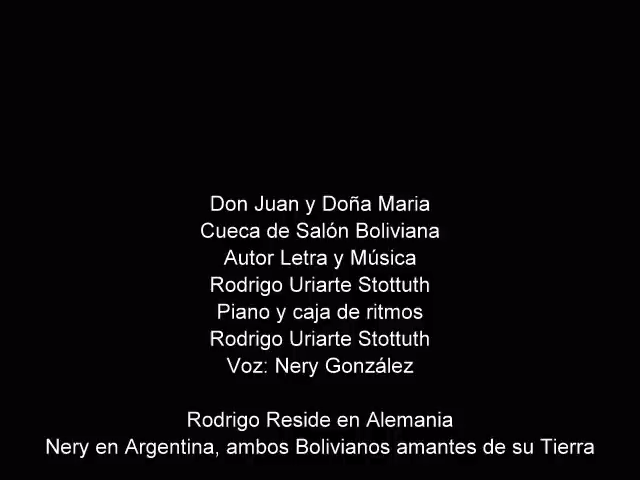 Don Juan y Doña Maria
Cueca de Salón Boliviana
Autor Letra y Música
Rodrigo Uriarte Stottuth
Piano y caja de ritmos
Rodrigo Uriarte Stottuth
Voz: Nery González
Rodrigo Reside en Alemania
Nery en Argentina, ambos Bolivianos amantes de su Tierra